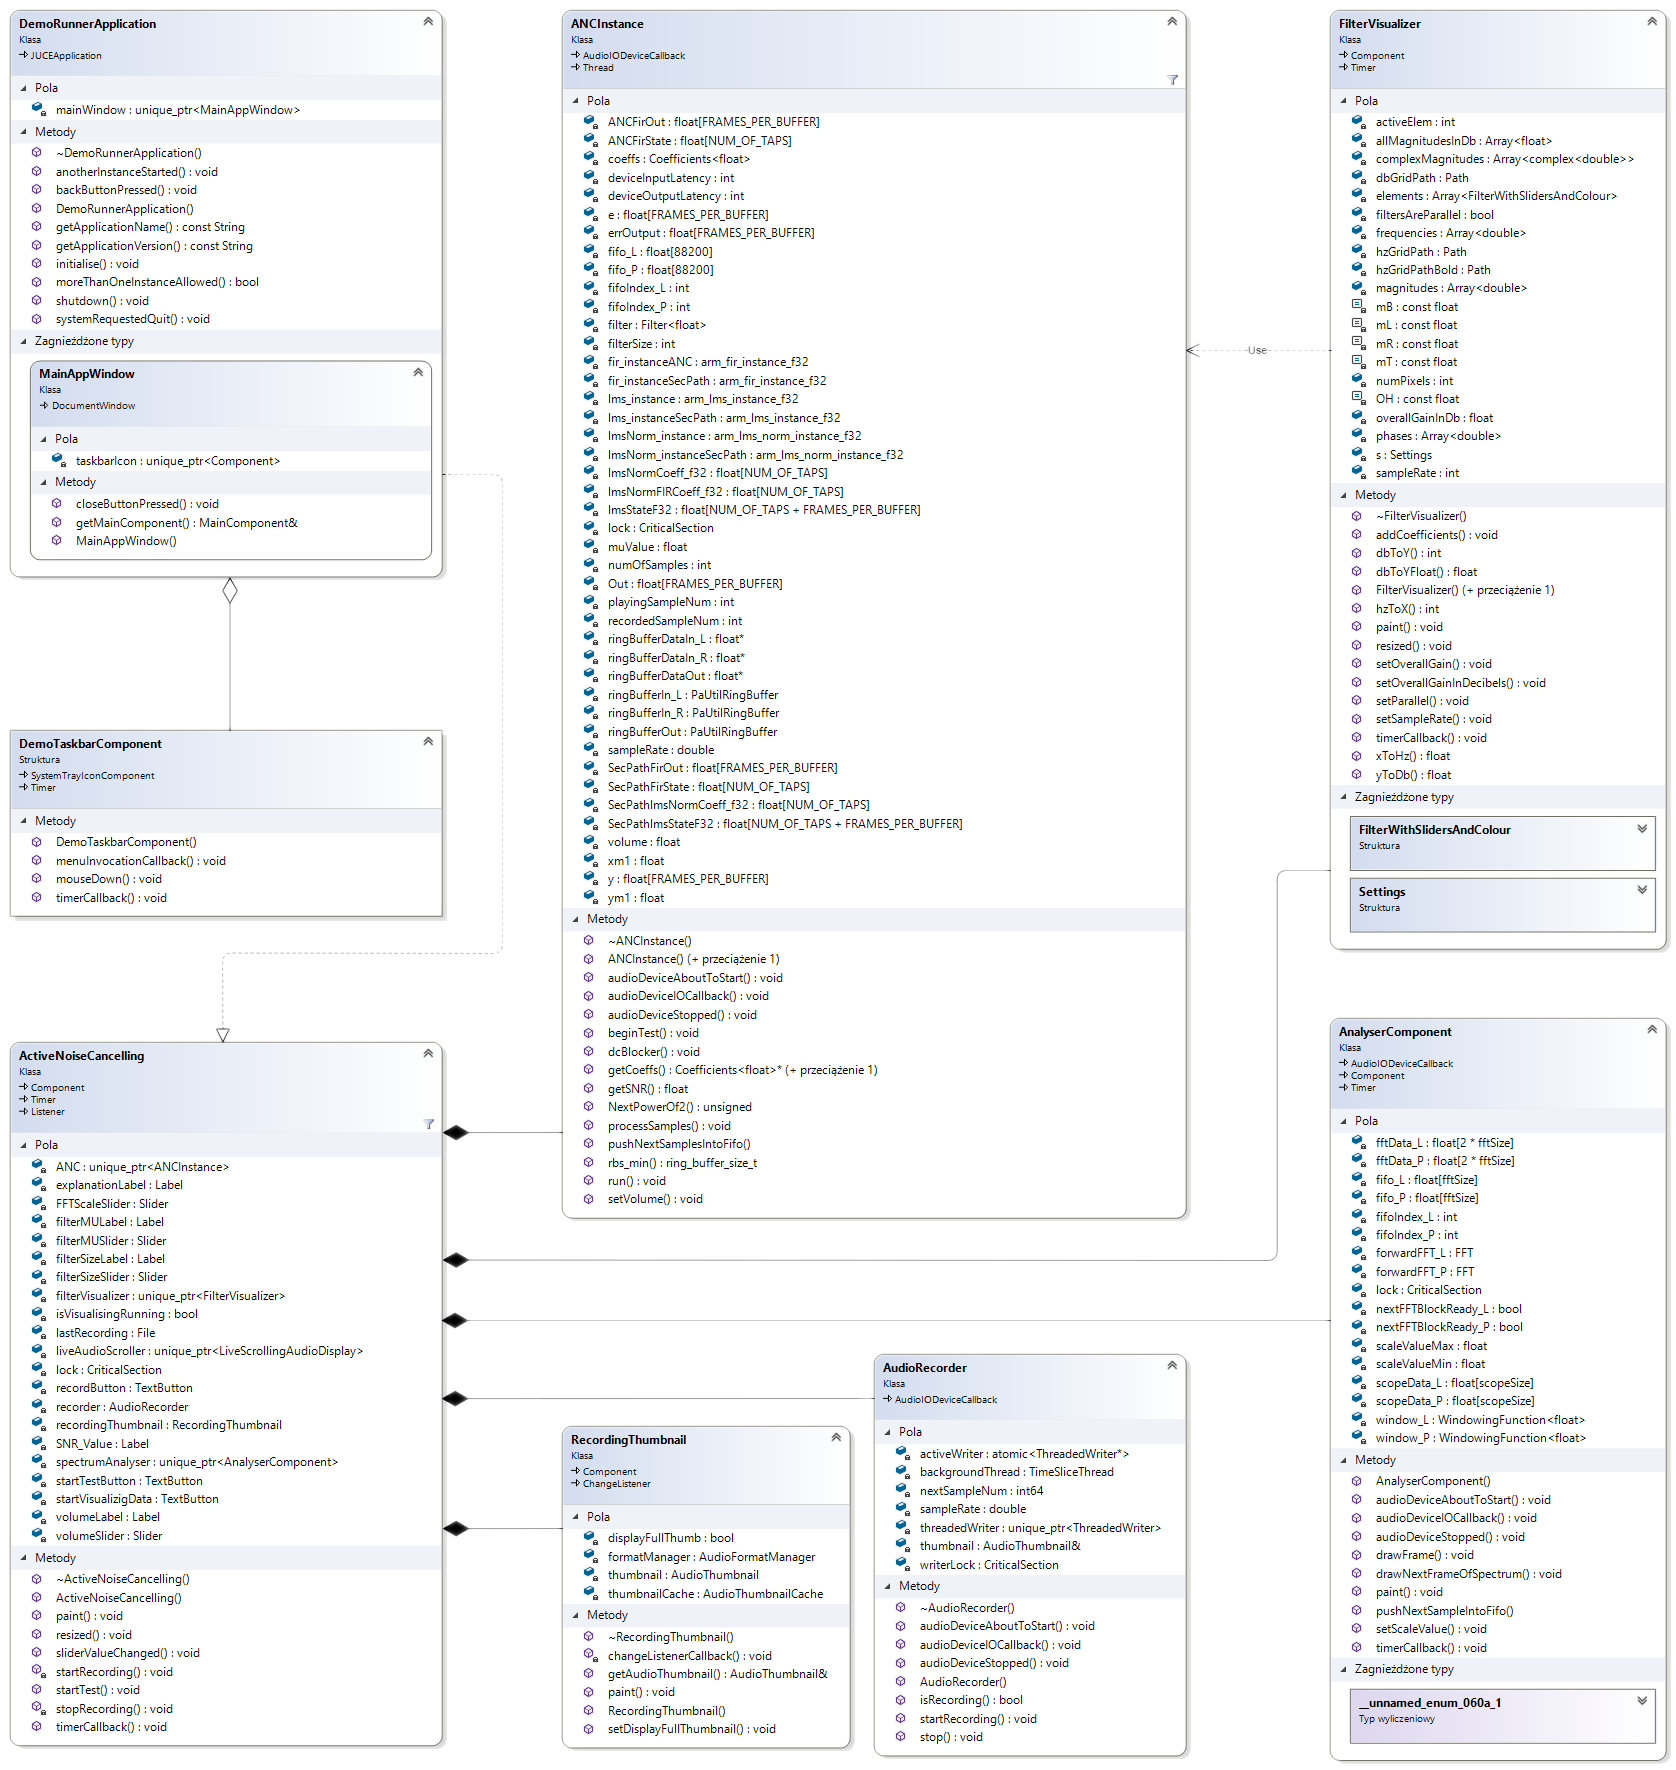 DemoRunnerApplication
Klasa
JUCEApplication
Pola
mainWindow : unique_ptr<MainAppWindow>
Metody
~DemoRunnerApplication()
anotherInstanceStarted() : void
backButtonPressed() : void
DemoRunnerApplication()
getApplicationName() : const String
getApplicationVersion() : const String
initialise() : void
moreThanOneInstanceAllowed() : bool
shutdown() : void
systemRequestedQuit() : void
Zagnieżdżone typy
MainAppWindow
Klasa
DocumentWindow
Pola
taskbarIcon : unique_ptr<Component>
Metody
closeButtonPressed() : void
getMainComponent() : MainComponent&
MainAppWindow()
DemoTaskbarComponent
Struktura
SystemTrayIconComponent
Timer
Metody
DemoTaskbarComponent()
menuInvocationCallback() : void
mouseDown() : void
timerCallback() : void
ActiveNoiseCancelling
Klasa
Component
Timer
Listener
Pola
ANC : unique_ptr<ANCInstance>
explanationLabel : Label
FFTScaleSlider : Slider
filterMULabel : Label
filterMUSlider : Slider
filterSizeLabel : Label
filterSizeSlider : Slider
filterVisualizer : unique_ptr<FilterVisualizer>
isVisualisingRunning : bool
lastRecording : File
liveAudioScroller : unique_ptr<LiveScrollingAudioDisplay>
lock : CriticalSection
recordButton : TextButton
recorder : AudioRecorder
recordingThumbnail : RecordingThumbnail
SNR_Value : Label
spectrumAnalyser : unique_ptr<AnalyserComponent>
startTestButton : TextButton
startVisualizigData : TextButton
volumeLabel : Label
volumeSlider : Slider
Metody
~ActiveNoiseCancelling()
ActiveNoiseCancelling()
paint() : void
resized() : void
sliderValueChanged() : void
startRecording() : void
startTest() : void
stopRecording() : void
timerCallback() : void
ANCInstance
Klasa
AudioIODeviceCallback
Thread
Pola
ANCFirOut : float[FRAMES_PER_BUFFER]
ANCFirState : float[NUM_OF_TAPS]
coeffs : Coefficients<float>
deviceInputLatency : int
deviceOutputLatency : int
e : float[FRAMES_PER_BUFFER]
errOutput : float[FRAMES_PER_BUFFER]
fifo_L : float[88200]
fifo_P : float[88200]
fifoIndex_L : int
fifoIndex_P : int
filter : Filter<float>
filterSize : int
fir_instanceANC : arm_fir_instance_f32
fir_instanceSecPath : arm_fir_instance_f32
lms_instance : arm_lms_instance_f32
lms_instanceSecPath : arm_lms_instance_f32
lmsNorm_instance : arm_lms_norm_instance_f32
lmsNorm_instanceSecPath : arm_lms_norm_instance_f32
lmsNormCoeff_f32 : float[NUM_OF_TAPS]
lmsNormFIRCoeff_f32 : float[NUM_OF_TAPS]
lmsStateF32 : float[NUM_OF_TAPS + FRAMES_PER_BUFFER]
lock : CriticalSection
muValue : float
numOfSamples : int
Out : float[FRAMES_PER_BUFFER]
playingSampleNum : int
recordedSampleNum : int
ringBufferDataIn_L : float*
ringBufferDataIn_R : float*
ringBufferDataOut : float*
ringBufferIn_L : PaUtilRingBuffer
ringBufferIn_R : PaUtilRingBuffer
ringBufferOut : PaUtilRingBuffer
sampleRate : double
SecPathFirOut : float[FRAMES_PER_BUFFER]
SecPathFirState : float[NUM_OF_TAPS]
SecPathlmsNormCoeff_f32 : float[NUM_OF_TAPS]
SecPathlmsStateF32 : float[NUM_OF_TAPS + FRAMES_PER_BUFFER]
volume : float
xm1 : float
y : float[FRAMES_PER_BUFFER]
ym1 : float
Metody
~ANCInstance()
ANCInstance() (+ przeciążenie 1)
audioDeviceAboutToStart() : void
audioDeviceIOCallback() : void
audioDeviceStopped() : void
beginTest() : void
dcBlocker() : void
getCoeffs() : Coefficients<float>* (+ przeciążenie 1)
getSNR() : float
NextPowerOf2() : unsigned
processSamples() : void
pushNextSamplesIntoFifo()
rbs_min() : ring_buffer_size_t
run() : void
setVolume() : void
RecordingThumbnail
Klasa
Component
ChangeListener
Pola
displayFullThumb : bool
formatManager : AudioFormatManager
thumbnail : AudioThumbnail
thumbnailCache : AudioThumbnailCache
Metody
~RecordingThumbnail()
changeListenerCallback() : void
getAudioThumbnail() : AudioThumbnail&
paint() : void
RecordingThumbnail()
setDisplayFullThumbnail() : void
AudioRecorder
Klasa
AudioIODeviceCallback
Pola
activeWriter : atomic<ThreadedWriter*>
backgroundThread : TimeSliceThread
nextSampleNum : int64
sampleRate : double
threadedWriter : unique_ptr<ThreadedWriter>
thumbnail : AudioThumbnail&
writerLock : CriticalSection
Metody
~AudioRecorder()
audioDeviceAboutToStart() : void
audioDeviceIOCallback() : void
audioDeviceStopped() : void
AudioRecorder()
isRecording() : bool
startRecording() : void
stop() : void
Use
FilterVisualizer
Klasa
Component
Timer
Pola
activeElem : int
allMagnitudesInDb : Array<float>
complexMagnitudes : Array<complex<double>>
dbGridPath : Path
elements : Array<FilterWithSlidersAndColour>
filtersAreParallel : bool
frequencies : Array<double>
hzGridPath : Path
hzGridPathBold : Path
magnitudes : Array<double>
mB : const float
mL : const float
mR : const float
mT : const float
numPixels : int
OH : const float
overallGainInDb : float
phases : Array<double>
s : Settings
sampleRate : int
Metody
~FilterVisualizer()
addCoefficients() : void
dbToY() : int
dbToYFloat() : float
FilterVisualizer() (+ przeciążenie 1)
hzToX() : int
paint() : void
resized() : void
setOverallGain() : void
setOverallGainInDecibels() : void
setParallel() : void
setSampleRate() : void
timerCallback() : void
xToHz() : float
yToDb() : float
Zagnieżdżone typy
FilterWithSlidersAndColour
Struktura
Settings
Struktura
AnalyserComponent
Klasa
AudioIODeviceCallback
Component
Timer
Pola
fftData_L : float[2 * fftSize]
fftData_P : float[2 * fftSize]
fifo_L : float[fftSize]
fifo_P : float[fftSize]
fifoIndex_L : int
fifoIndex_P : int
forwardFFT_L : FFT
forwardFFT_P : FFT
lock : CriticalSection
nextFFTBlockReady_L : bool
nextFFTBlockReady_P : bool
scaleValueMax : float
scaleValueMin : float
scopeData_L : float[scopeSize]
scopeData_P : float[scopeSize]
window_L : WindowingFunction<float>
window_P : WindowingFunction<float>
Metody
AnalyserComponent()
audioDeviceAboutToStart() : void
audioDeviceIOCallback() : void
audioDeviceStopped() : void
drawFrame() : void
drawNextFrameOfSpectrum() : void
paint() : void
pushNextSampleIntoFifo()
setScaleValue() : void
timerCallback() : void
Zagnieżdżone typy
__unnamed_enum_060a_1
Typ wyliczeniowy